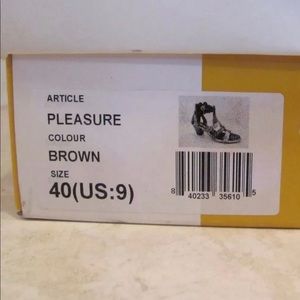 ARTICLE
PLEASURE
COLOUR
BROWN
SIZE
40(US:9)
8 40233 35610 5